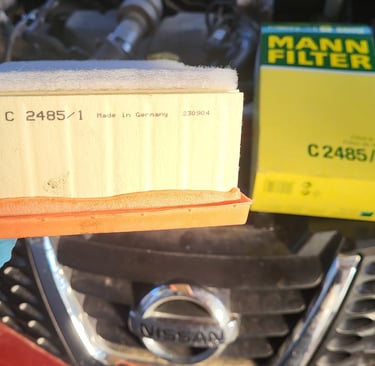 C 2485/1 Made in Germany 230904
MANN
FILTER
C 2485/
NISSAN